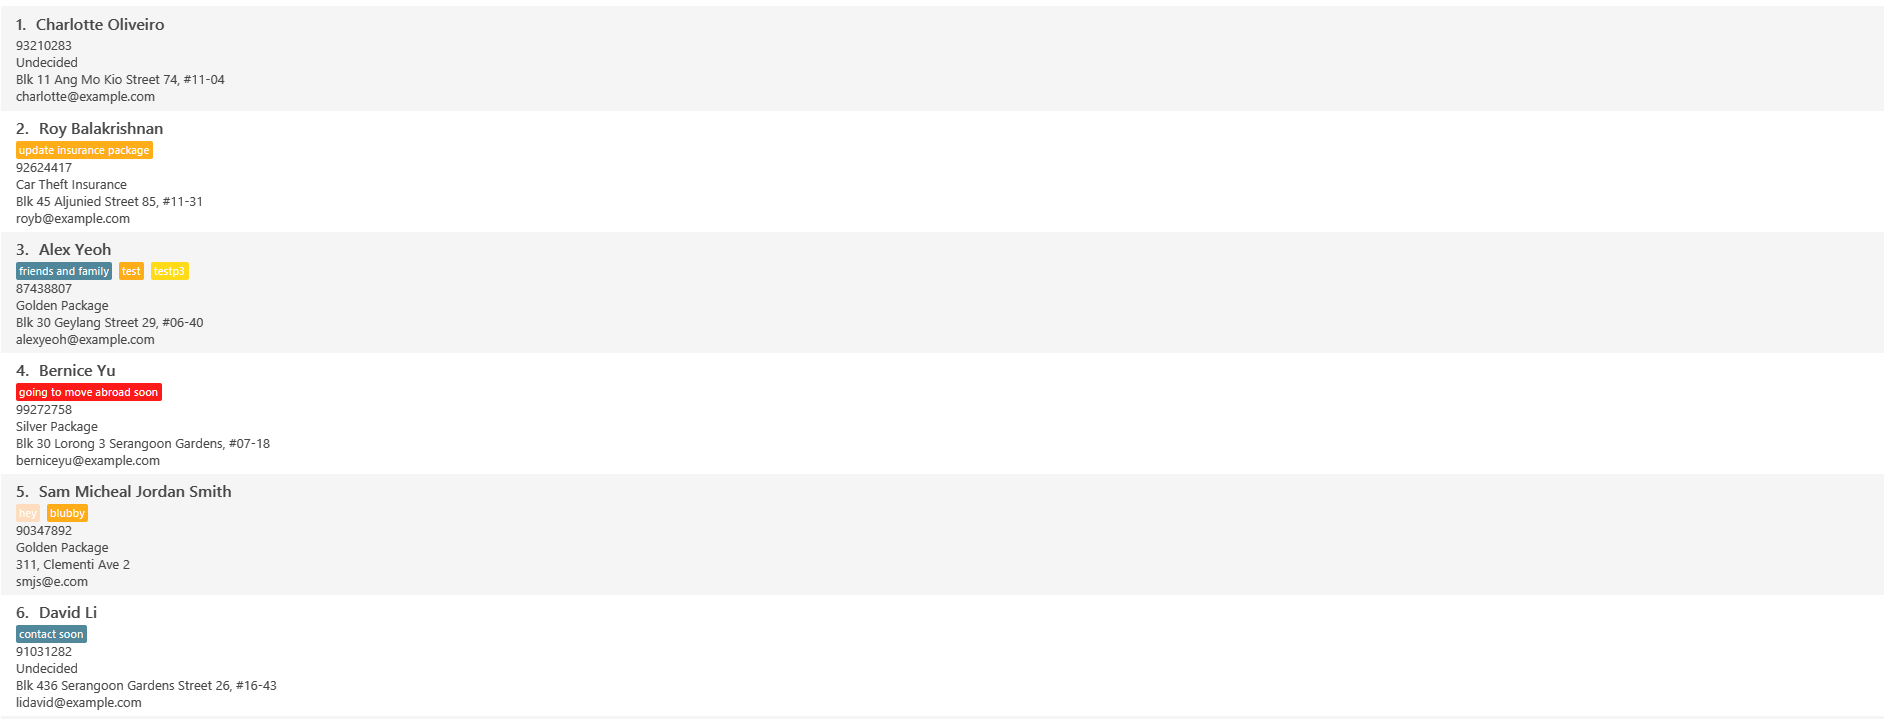 1. Charlotte Oliveiro
93210283
Undecided
Blk 11 Ang Mo Kio Street 74, #11-04
charlotte@example.com
2. Roy Balakrishnan
update insurance package
92624417
Car Theft Insurance
Blk 45 Aljunied Street 85, #11-31
royb@example.com
3. Alex Yeoh
friends and family test testp3
87438807
Golden Package
Blk 30 Geylang Street 29, #06-40
alexyeoh@example.com
4. Bernice Yu
going to move abroad soon
99272758
Silver Package
Blk 30 Lorong 3 Serangoon Gardens, #07-18
berniceyu@example.com
5. Sam Micheal Jordan Smith
hey blubby
90347892
Golden Package
311, Clementi Ave 2
smjs@e.com
6. David Li
contact soon
91031282
Undecided
Blk 436 Serangoon Gardens Street 26, #16-43
lidavid@example.com